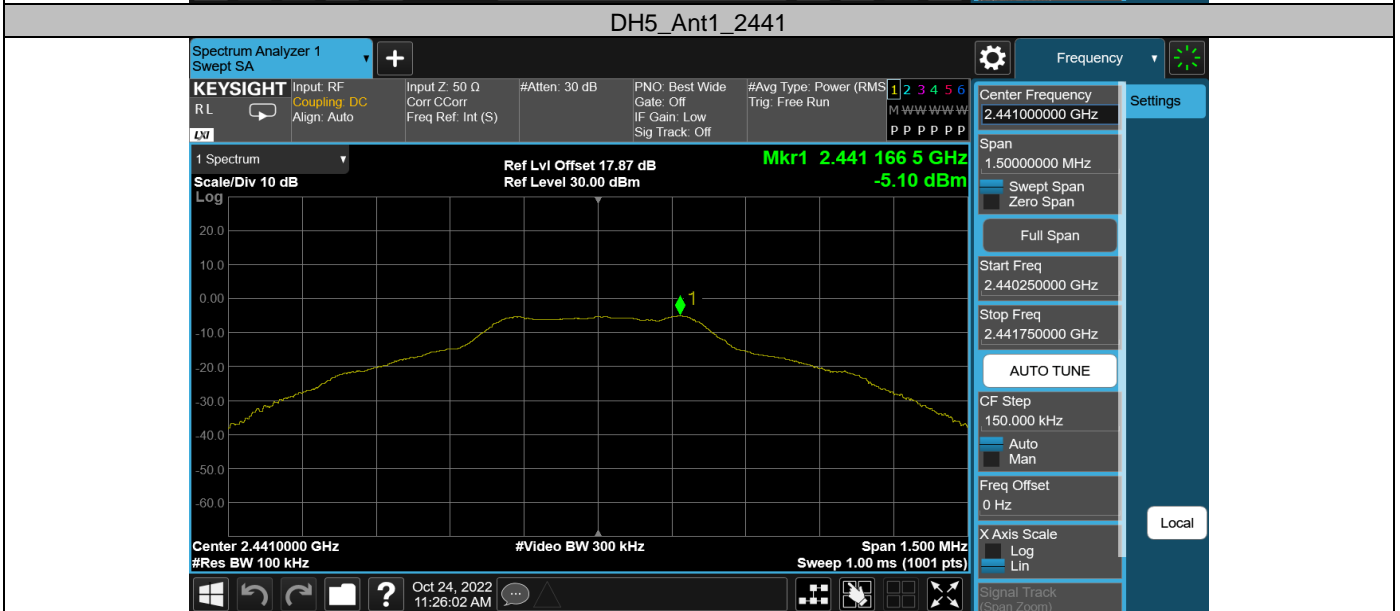 DH5_Ant1_2441
Spectrum Analyzer 1
Swept SA
Frequency
KEYSIGHT
RL
LXI
Input: RF
Coupling: DC
Align: Auto
Input Z: 50 Ω
Corr CCorr
Freq Ref: Int (S)
#Atten: 30 dB
PNO: Best Wide
Gate: Off
IF Gain: Low
Sig Track: Off
#Avg Type: Power (RMS
Trig: Free Run
1 2 3 4 5 6
M W W W W W
P P P P P P
1 Spectrum
Scale/Div 10 dB
Log
Ref Lvl Offset 17.87 dB
Ref Level 30.00 dBm
Mkr1 2.441 166 5 GHz
-5.10 dBm
20.0
10.0
0.00
-10.0
-20.0
-30.0
-40.0
-50.0
-60.0
1
Center 2.4410000 GHz
#Res BW 100 kHz
#Video BW 300 kHz
Span 1.500 MHz
Sweep 1.00 ms (1001 pts)
Oct 24, 2022
11:26:02 AM
Center Frequency
2.441000000 GHz
Span
1.50000000 MHz
Swept Span
Zero Span
Full Span
Start Freq
2.440250000 GHz
Stop Freq
2.441750000 GHz
AUTO TUNE
CF Step
150.000 kHz
Auto
Man
Freq Offset
0 Hz
X Axis Scale
Log
Lin
Signal Track
(Span Zoom)
Settings
Local